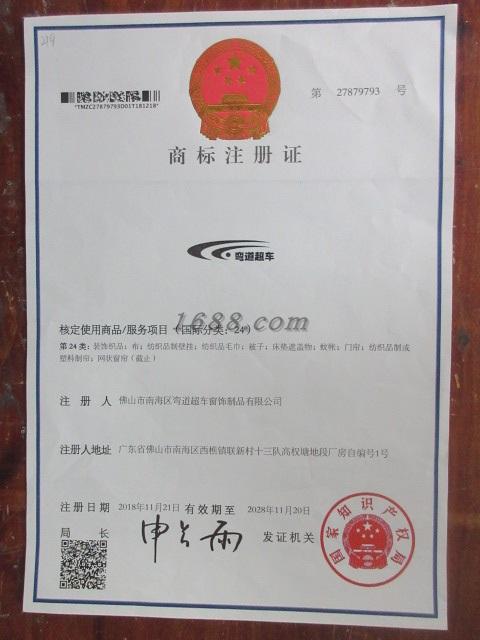 219
*TMZC27879793D01T181218*
第 27879793 号
商标注册证
弯道超车
1688.com
核定使用商品/服务项目（国际分类：24）
第24类：装饰织品；布；纺织品制壁挂；纺织品毛巾；被子；床垫遮盖物；蚊帐；门帘；纺织品制或
塑料制帘；网状窗帘（截止）
注 册 人 佛山市南海区弯道超车窗饰制品有限公司
注册人地址 广东省佛山市南海区西樵镇联新村十三队高权塘地段厂房自编号1号
注册日期 2018年11月21日 有效期至 2028年11月20日
局 长 申长雨 发证机关
国家知识产权局